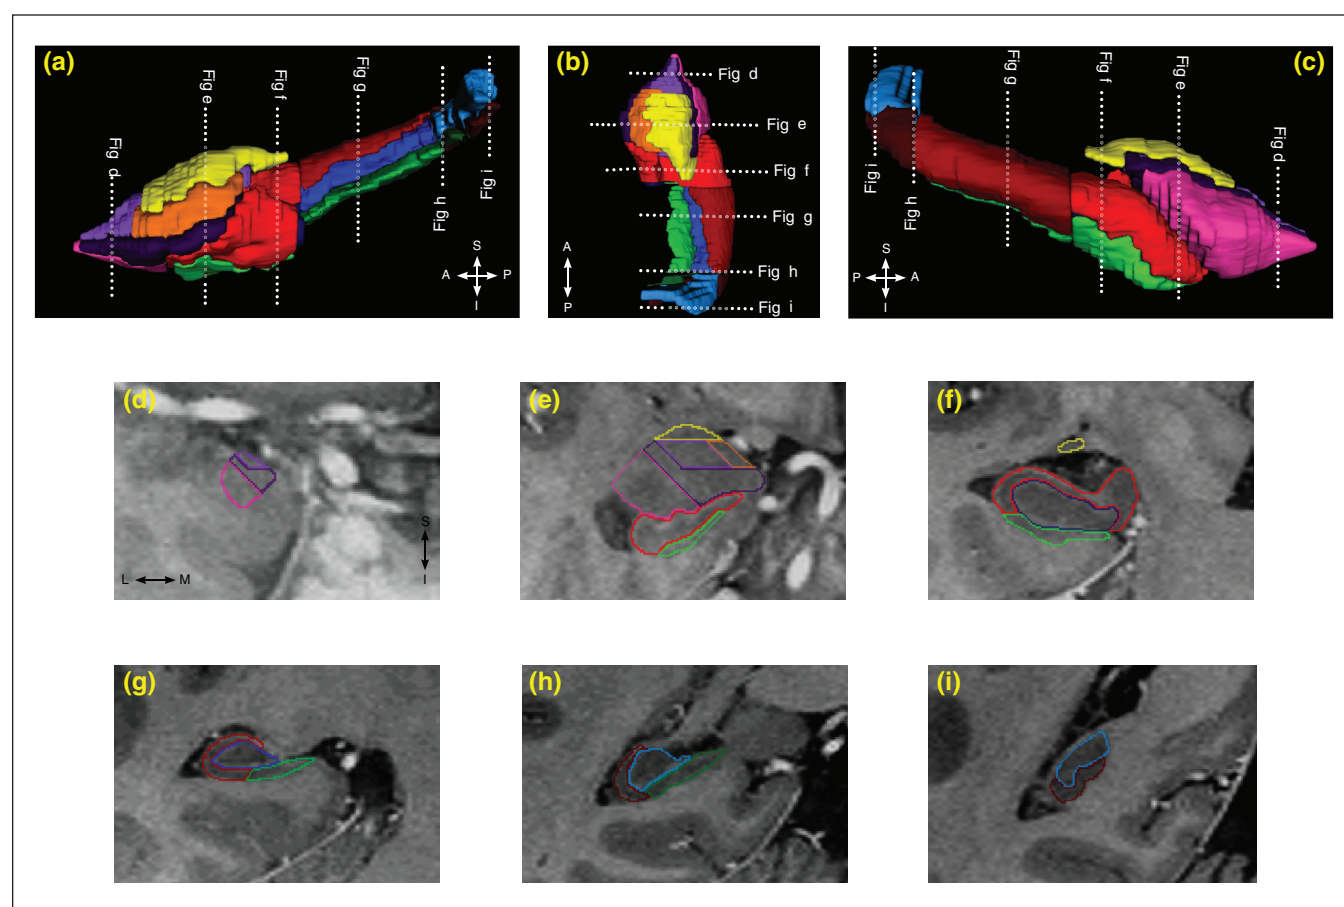 (a)
Fig d
Fig e
Fig f
Fig g
Fig h
Fig i
S
A P
I
(b)
Fig d
Fig e
Fig f
Fig g
Fig h
Fig i
A
P
(c)
Fig i
Fig h
Fig g
Fig f
Fig e
Fig d
S
P A
I
(d)
L M
S
I
(e)
(f)
(g)
(h)
(i)